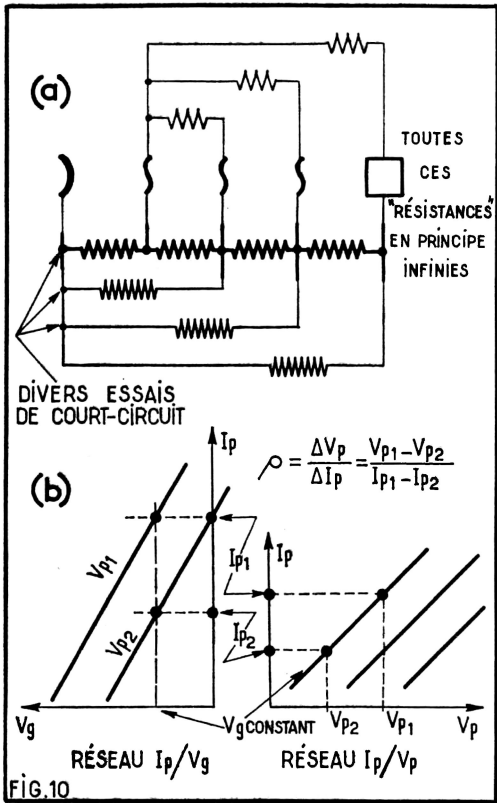 (a)
TOUTES
CES
"RÉSISTANCES"
EN PRINCIPE
INFINIES
DIVERS ESSAIS
DE COURT-CIRCUIT
(b)
Ip
ρ = ΔVp/ΔIp = Vp1-Vp2/Ip1-Ip2
Vp1
Vp2
Ip1
Ip2
Ip
Vg
Vg CONSTANT
Vp2
Vp1
Vp
RÉSEAU Ip/Vg
RÉSEAU Ip/Vp
FIG.10